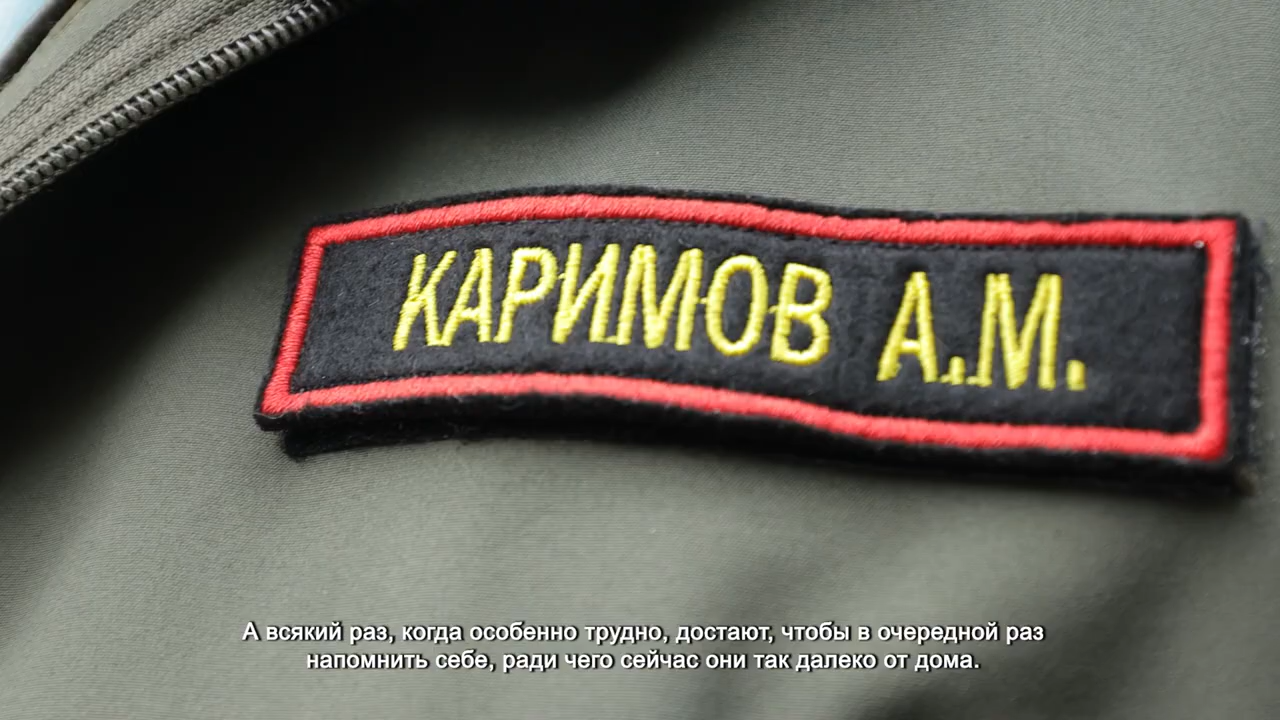 КАРИМОВ А.М.
А всякий раз, когда особенно трудно, достают, чтобы в очередной раз
напомнить себе, ради чего сейчас они так далеко от дома.